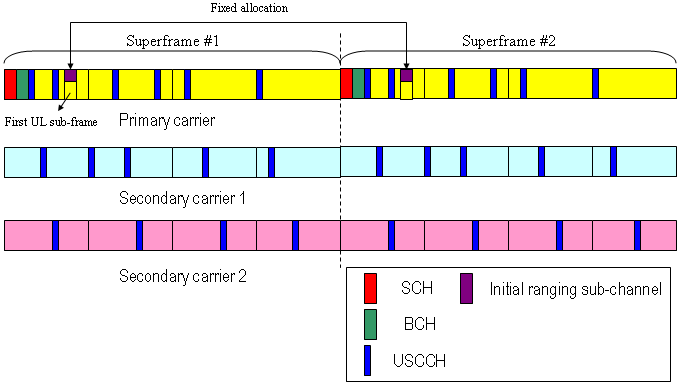 Fixed allocation
Superframe #1
Superframe #2
First UL sub-frame
Primary carrier
Secondary carrier 1
Secondary carrier 2
SCH
Initial ranging sub-channel
BCH
USCCH